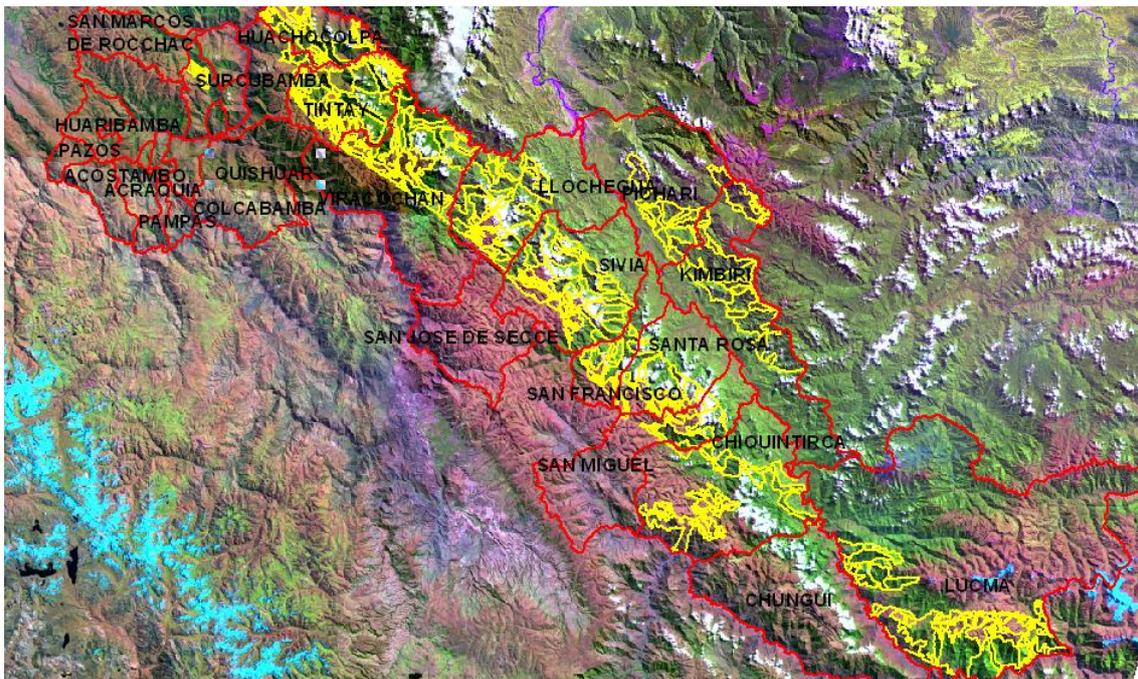 SAN MARCOS
DE ROCCHAC
HUACHOCOLPA
SURCUBAMBA
TINTAY
HUARIBAMBA
PAZOS
ACOSTAMBO
ACRAQUIA
QUISHUAR
COLCABAMBA
PAMPAS
VIRACOCHAN
LLOCHEGUA
PICHARI
SIVIA
KIMBIRI
SAN JOSE DE SECCE
SANTA ROSA
SAN FRANCISCO
CHIQUINTIRCA
SAN MIGUEL
CHUNGUI
LUCMA